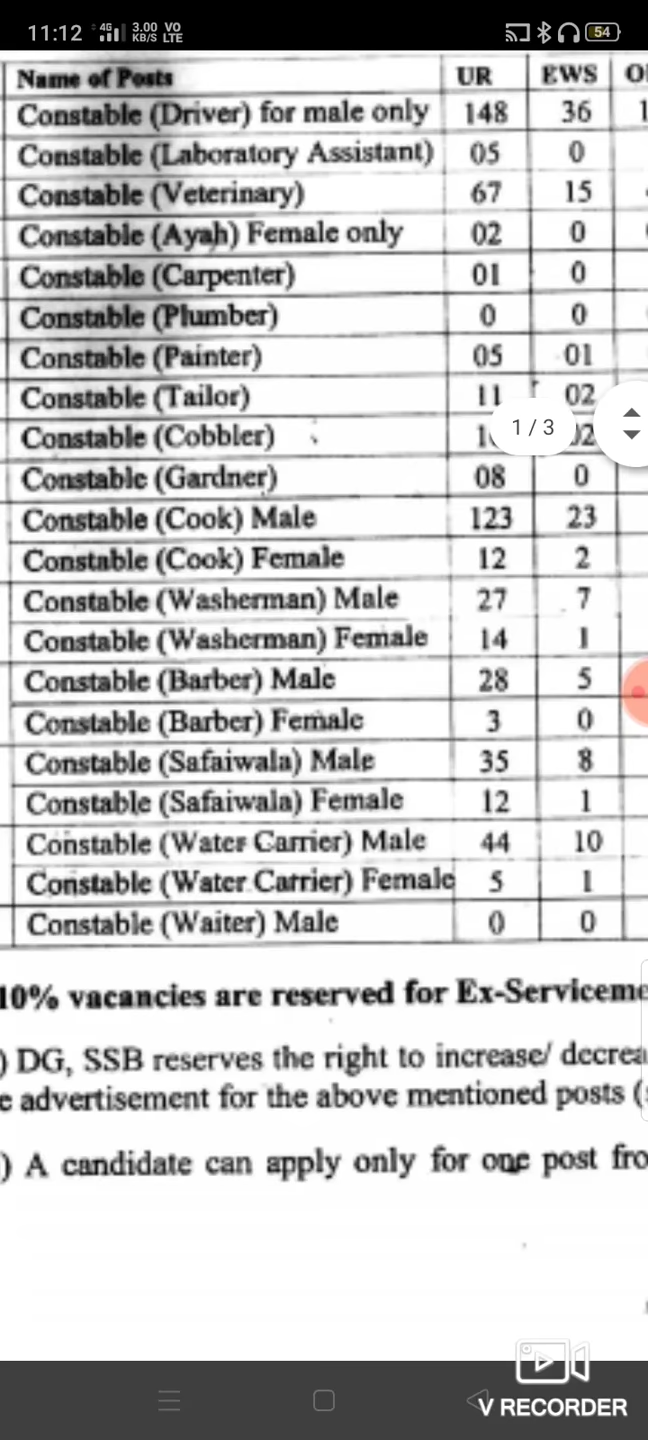 11:12 4G 3.00 KB/S VO LTE 54
Name of Posts UR EWS
Constable (Driver) for male only 148 36
Constable (Laboratory Assistant) 05 0
Constable (Veterinary) 67 15
Constable (Ayah) Female only 02 0
Constable (Carpenter) 01 0
Constable (Plumber) 0 0
Constable (Painter) 05 01
Constable (Tailor) 11 02
Constable (Cobbler)
1/3
Constable (Gardner) 08 0
Constable (Cook) Male 123 23
Constable (Cook) Female 12 2
Constable (Washerman) Male 27 7
Constable (Washerman) Female 14 1
Constable (Barber) Male 28 5
Constable (Barber) Female 3 0
Constable (Safaiwala) Male 35 8
Constable (Safaiwala) Female 12 1
Constable (Water Carrier) Male 44 10
Constable (Water Carrier) Female 5 1
Constable (Waiter) Male 0 0
10% vacancies are reserved for
) DG, SSB reserves the right to increase/
advertisement for the above mentioned posts
) A candidate can apply only for one post
V RECORDER